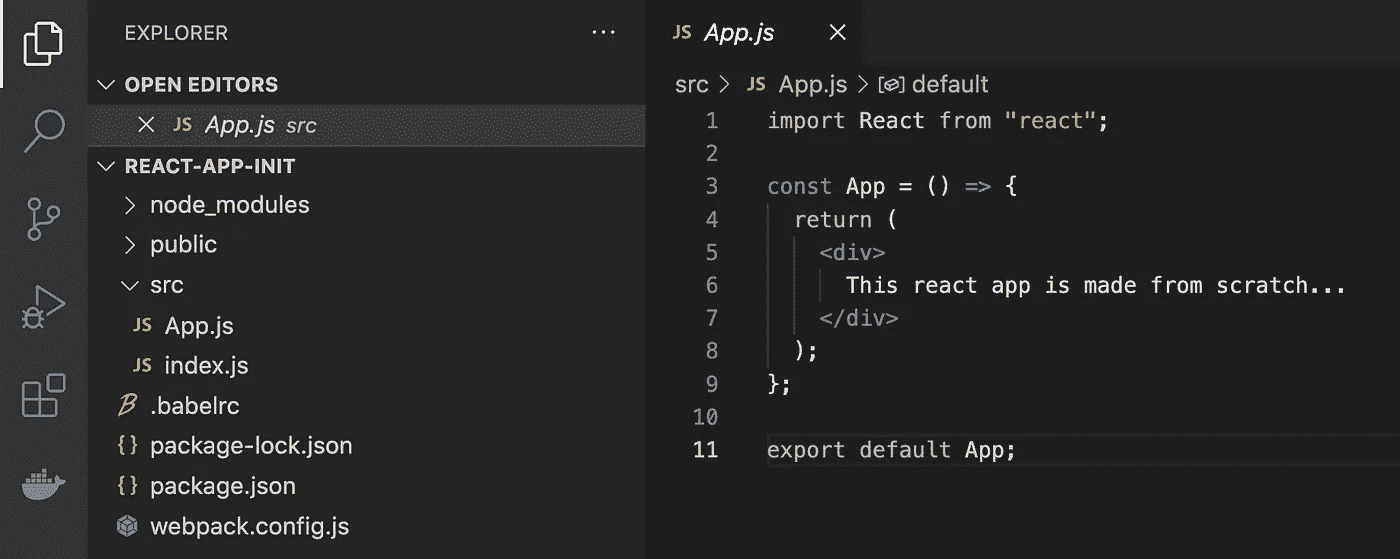 EXPLORER ...
OPEN EDITORS
JS App.js src
REACT-APP-INIT
node_modules
public
src
JS App.js
JS index.js
.babelrc
{} package-lock.json
{} package.json
webpack.config.js
JS App.js
src > JS App.js > default
1 import React from "react";
2
3 const App = () => {
4   return (
5     <div>
6       This react app is made from scratch...
7     </div>
8   );
9 };
10
11 export default App;